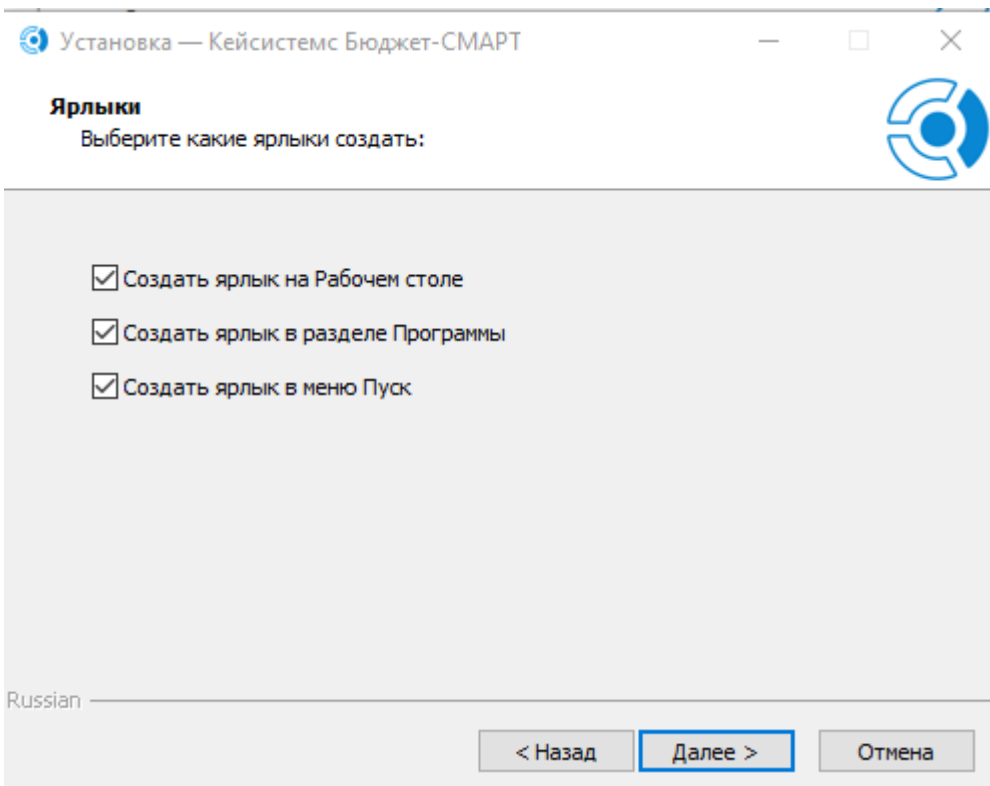 Установка — Кейсистемс Бюджет-СМАРТ
Ярлыки
Выберите какие ярлыки создать:
Создать ярлык на Рабочем столе
Создать ярлык в разделе Программы
Создать ярлык в меню Пуск
Russian
< Назад
Далее >
Отмена